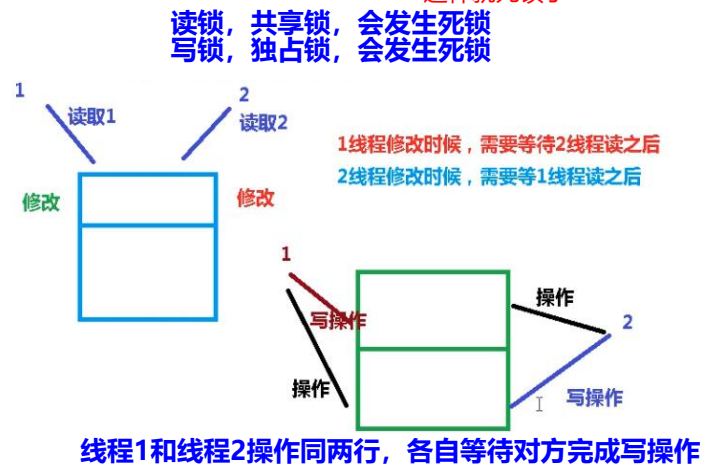 读锁，共享锁，会发生死锁
写锁，独占锁，会发生死锁
1
2
读取1
读取2
1线程修改时候，需要等待2线程读之后
2线程修改时候，需要等1线程读之后
修改
修改
1
操作
2
写操作
操作
写操作
线程1和线程2操作同两行，各自等待对方完成写操作